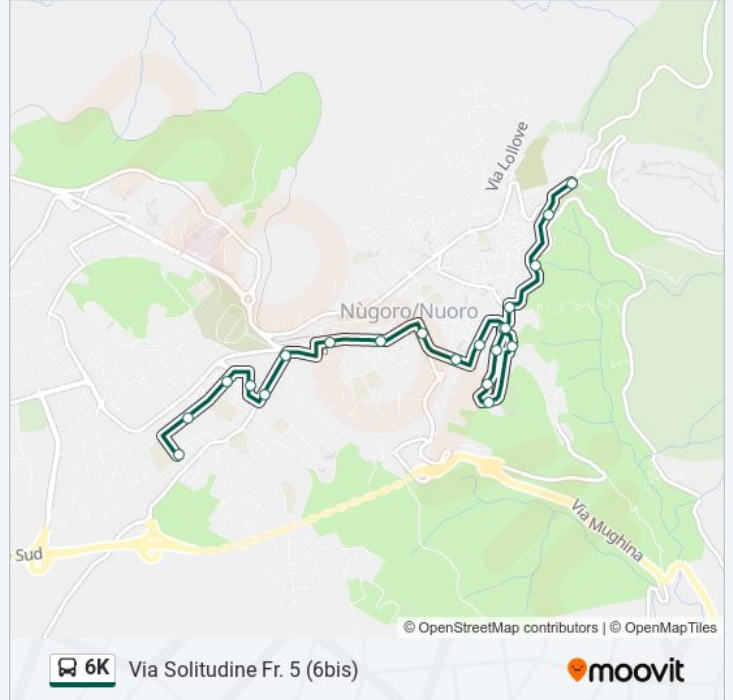 Via Lollove
Nùgoro/Nuoro
Via Mughina
Sud
© OpenStreetMap contributors | © OpenMapTiles
6K Via Solitudine Fr. 5 (6bis)
moovit